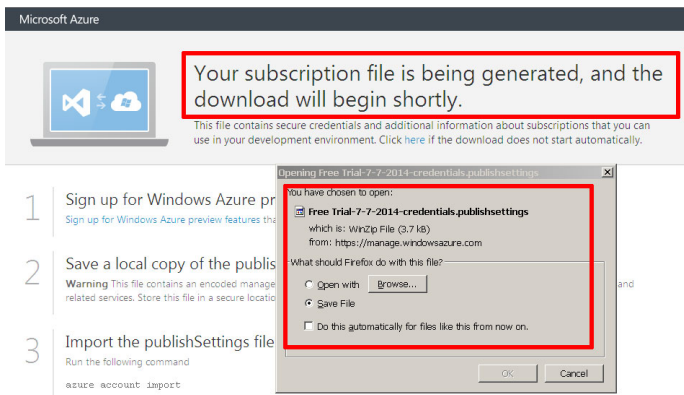 Microsoft Azure
Your subscription file is being generated, and the
download will begin shortly.
This file contains secure credentials and additional information about subscriptions that you can
use in your development environment. Click here if the download does not start automatically.
Opening Free Trial-7-7-2014-credentials.publishsettings
You have chosen to open:
Free Trial-7-7-2014-credentials.publishsettings
which is: WinZip File (3.7 kB)
from: https://manage.windowsazure.com
What should Firefox do with this file?
Open with Browse...
Save File
Do this automatically for files like this from now on.
OK Cancel
1 Sign up for Windows Azure pr
Sign up for Windows Azure preview features tha
2 Save a local copy of the publis
Warning This file contains an encoded manage
and
related services. Store this file in a secure locatio
3 Import the publishSettings file
Run the following command
azure account import